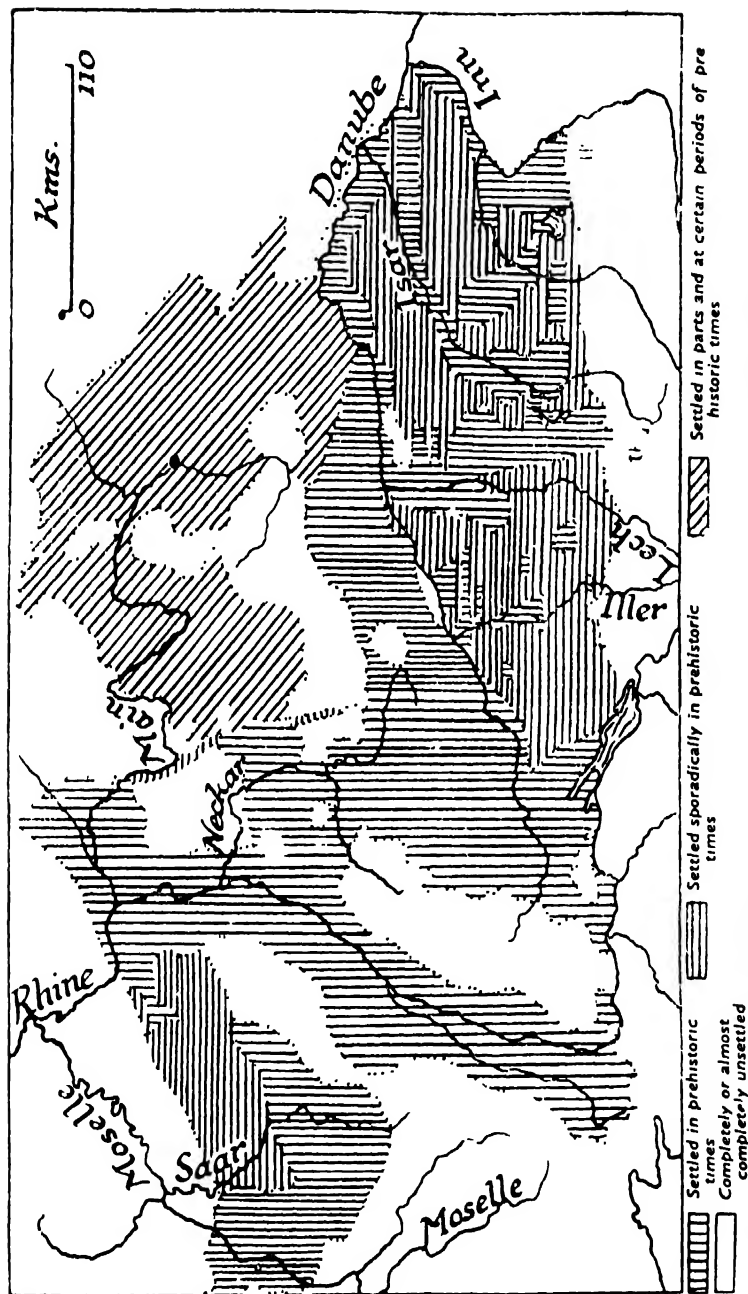 Kms.
0 110
Rhine
Moselle
Saar
Moselle
Main
Neckar
Danube
Inn
Isar
Lech
Iller
Settled in prehistoric
times
Completely or almost
completely unsettled
Settled sporadically in prehistoric
times
Settled in parts and at certain periods of pre
historic times